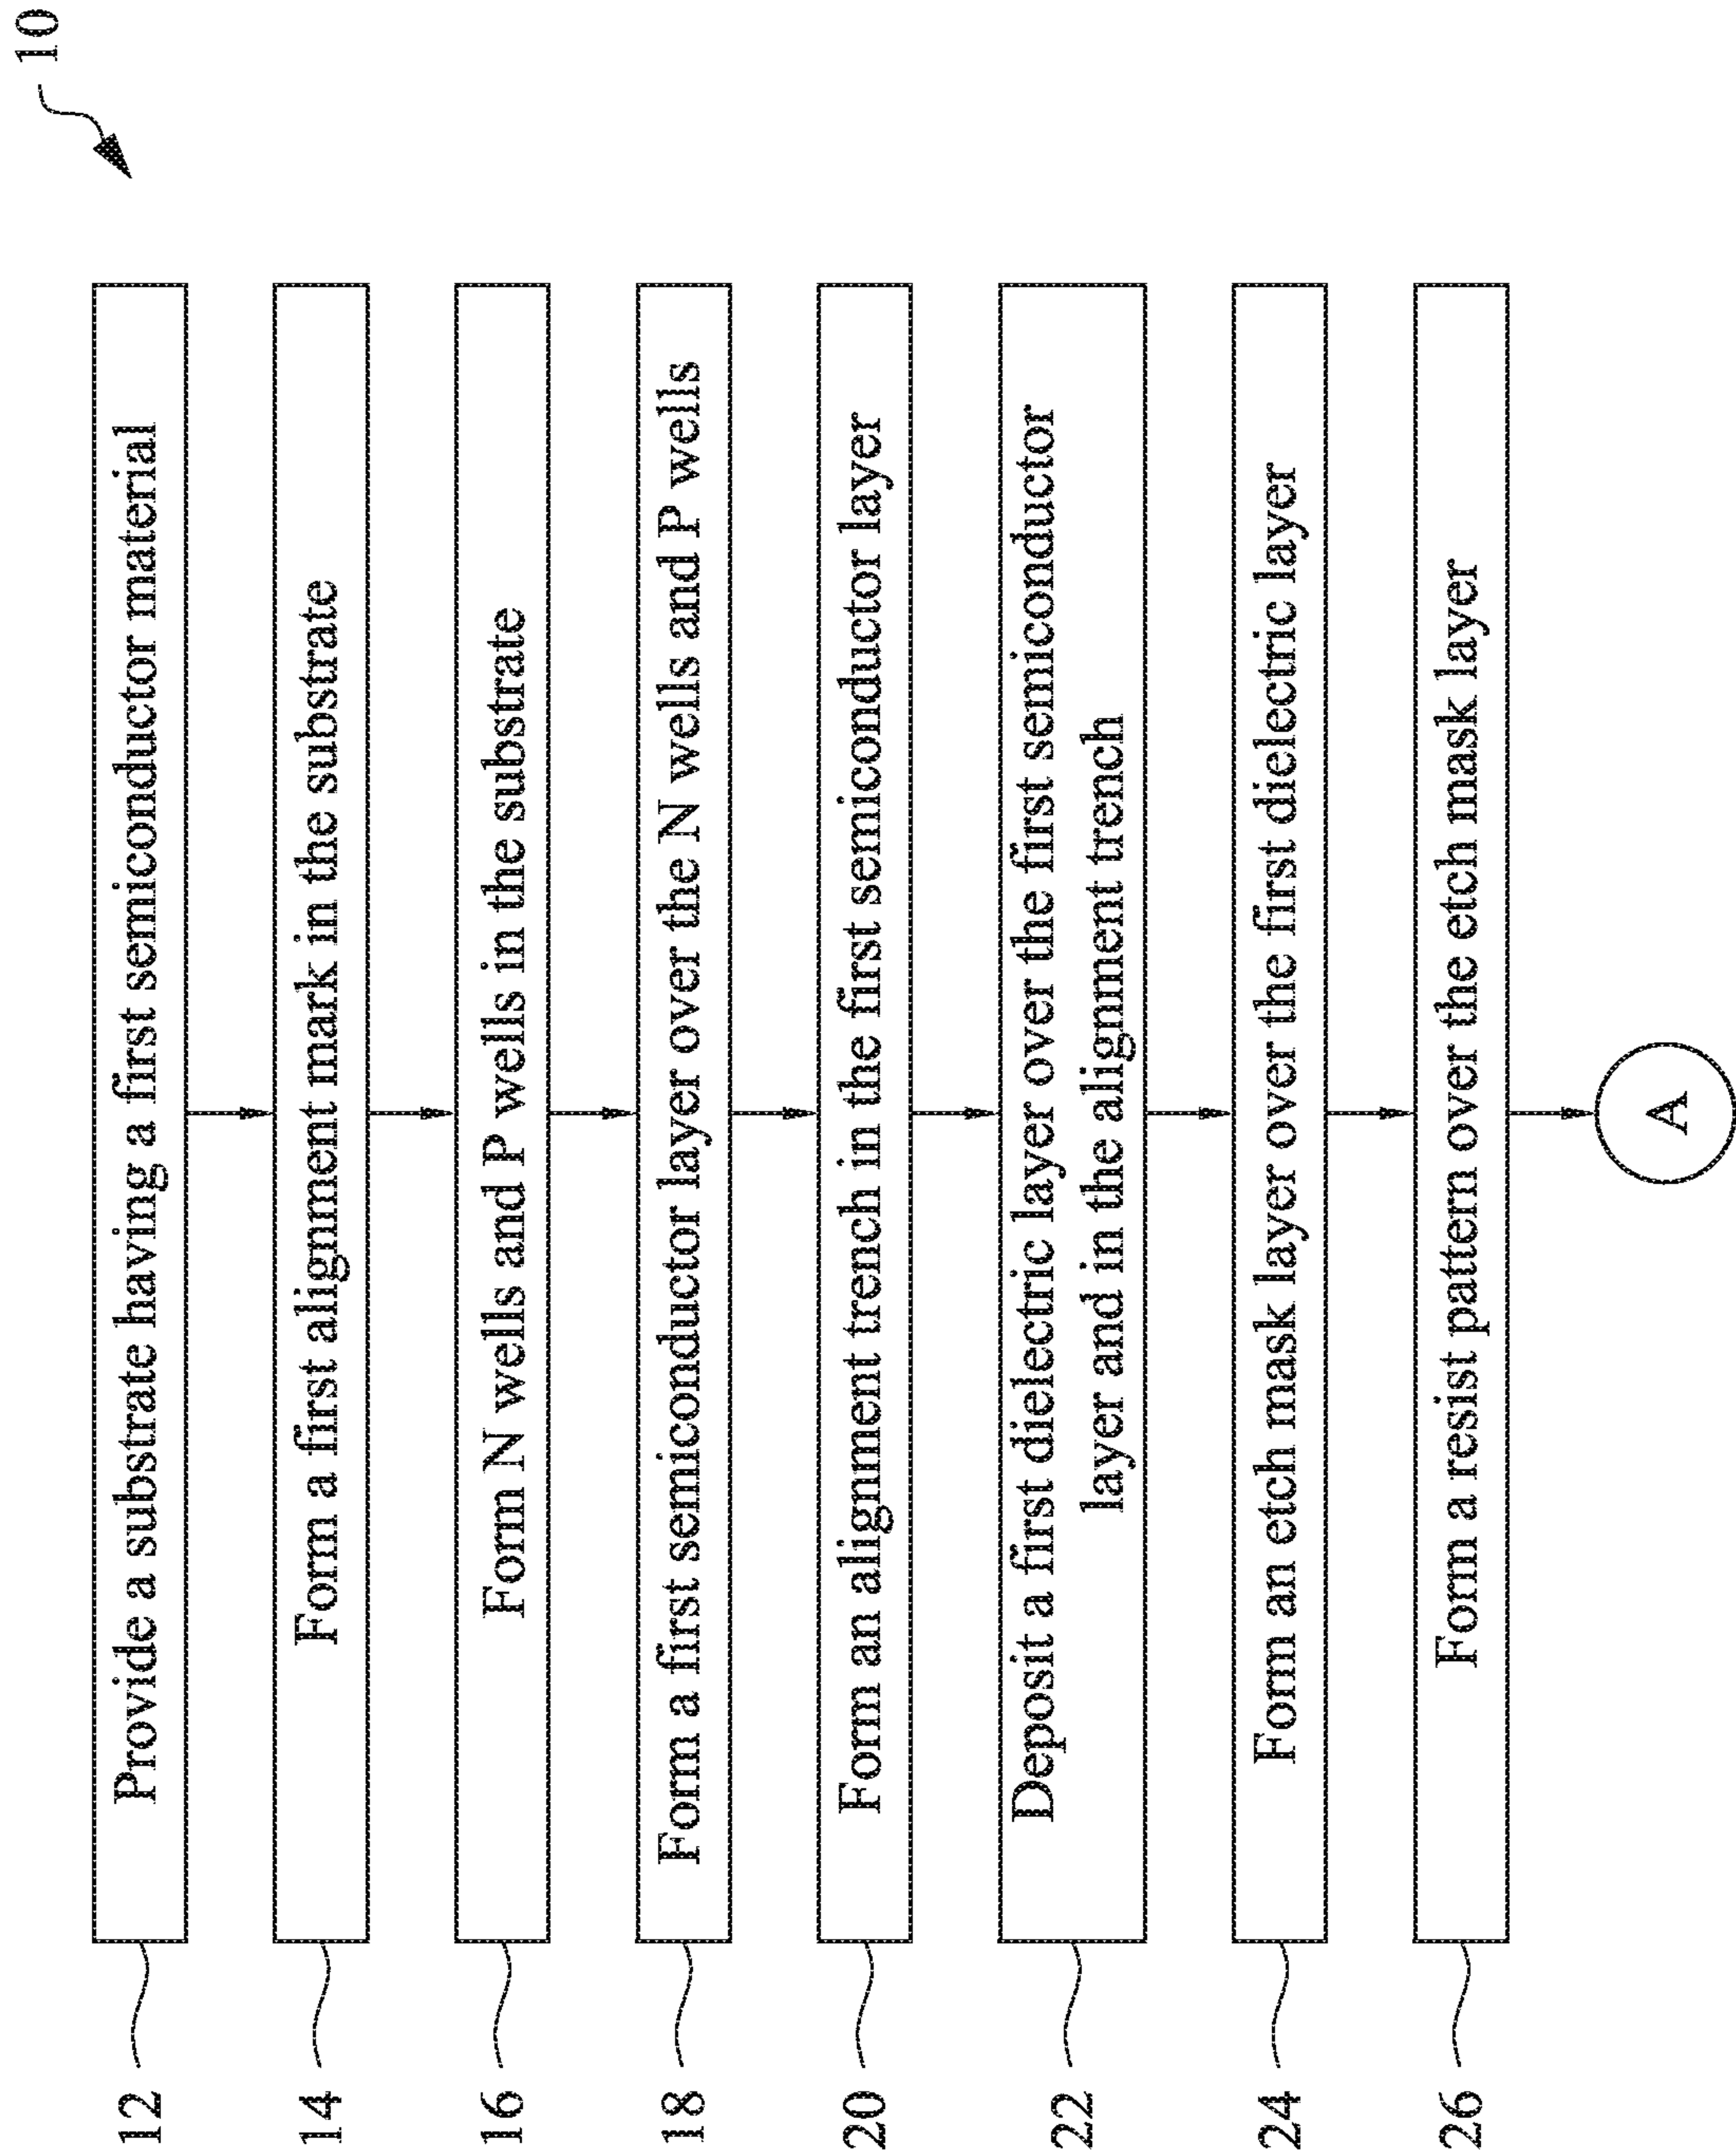 10
12
Provide a substrate having a first semiconductor material
14
Form a first alignment mark in the substrate
16
Form N wells and P wells in the substrate
18
Form a first semiconductor layer over the N wells and P wells
20
Form an alignment trench in the first semiconductor layer
22
Deposit a first dielectric layer over the first semiconductor
layer and in the alignment trench
24
Form an etch mask layer over the first dielectric layer
26
Form a resist pattern over the etch mask layer
A